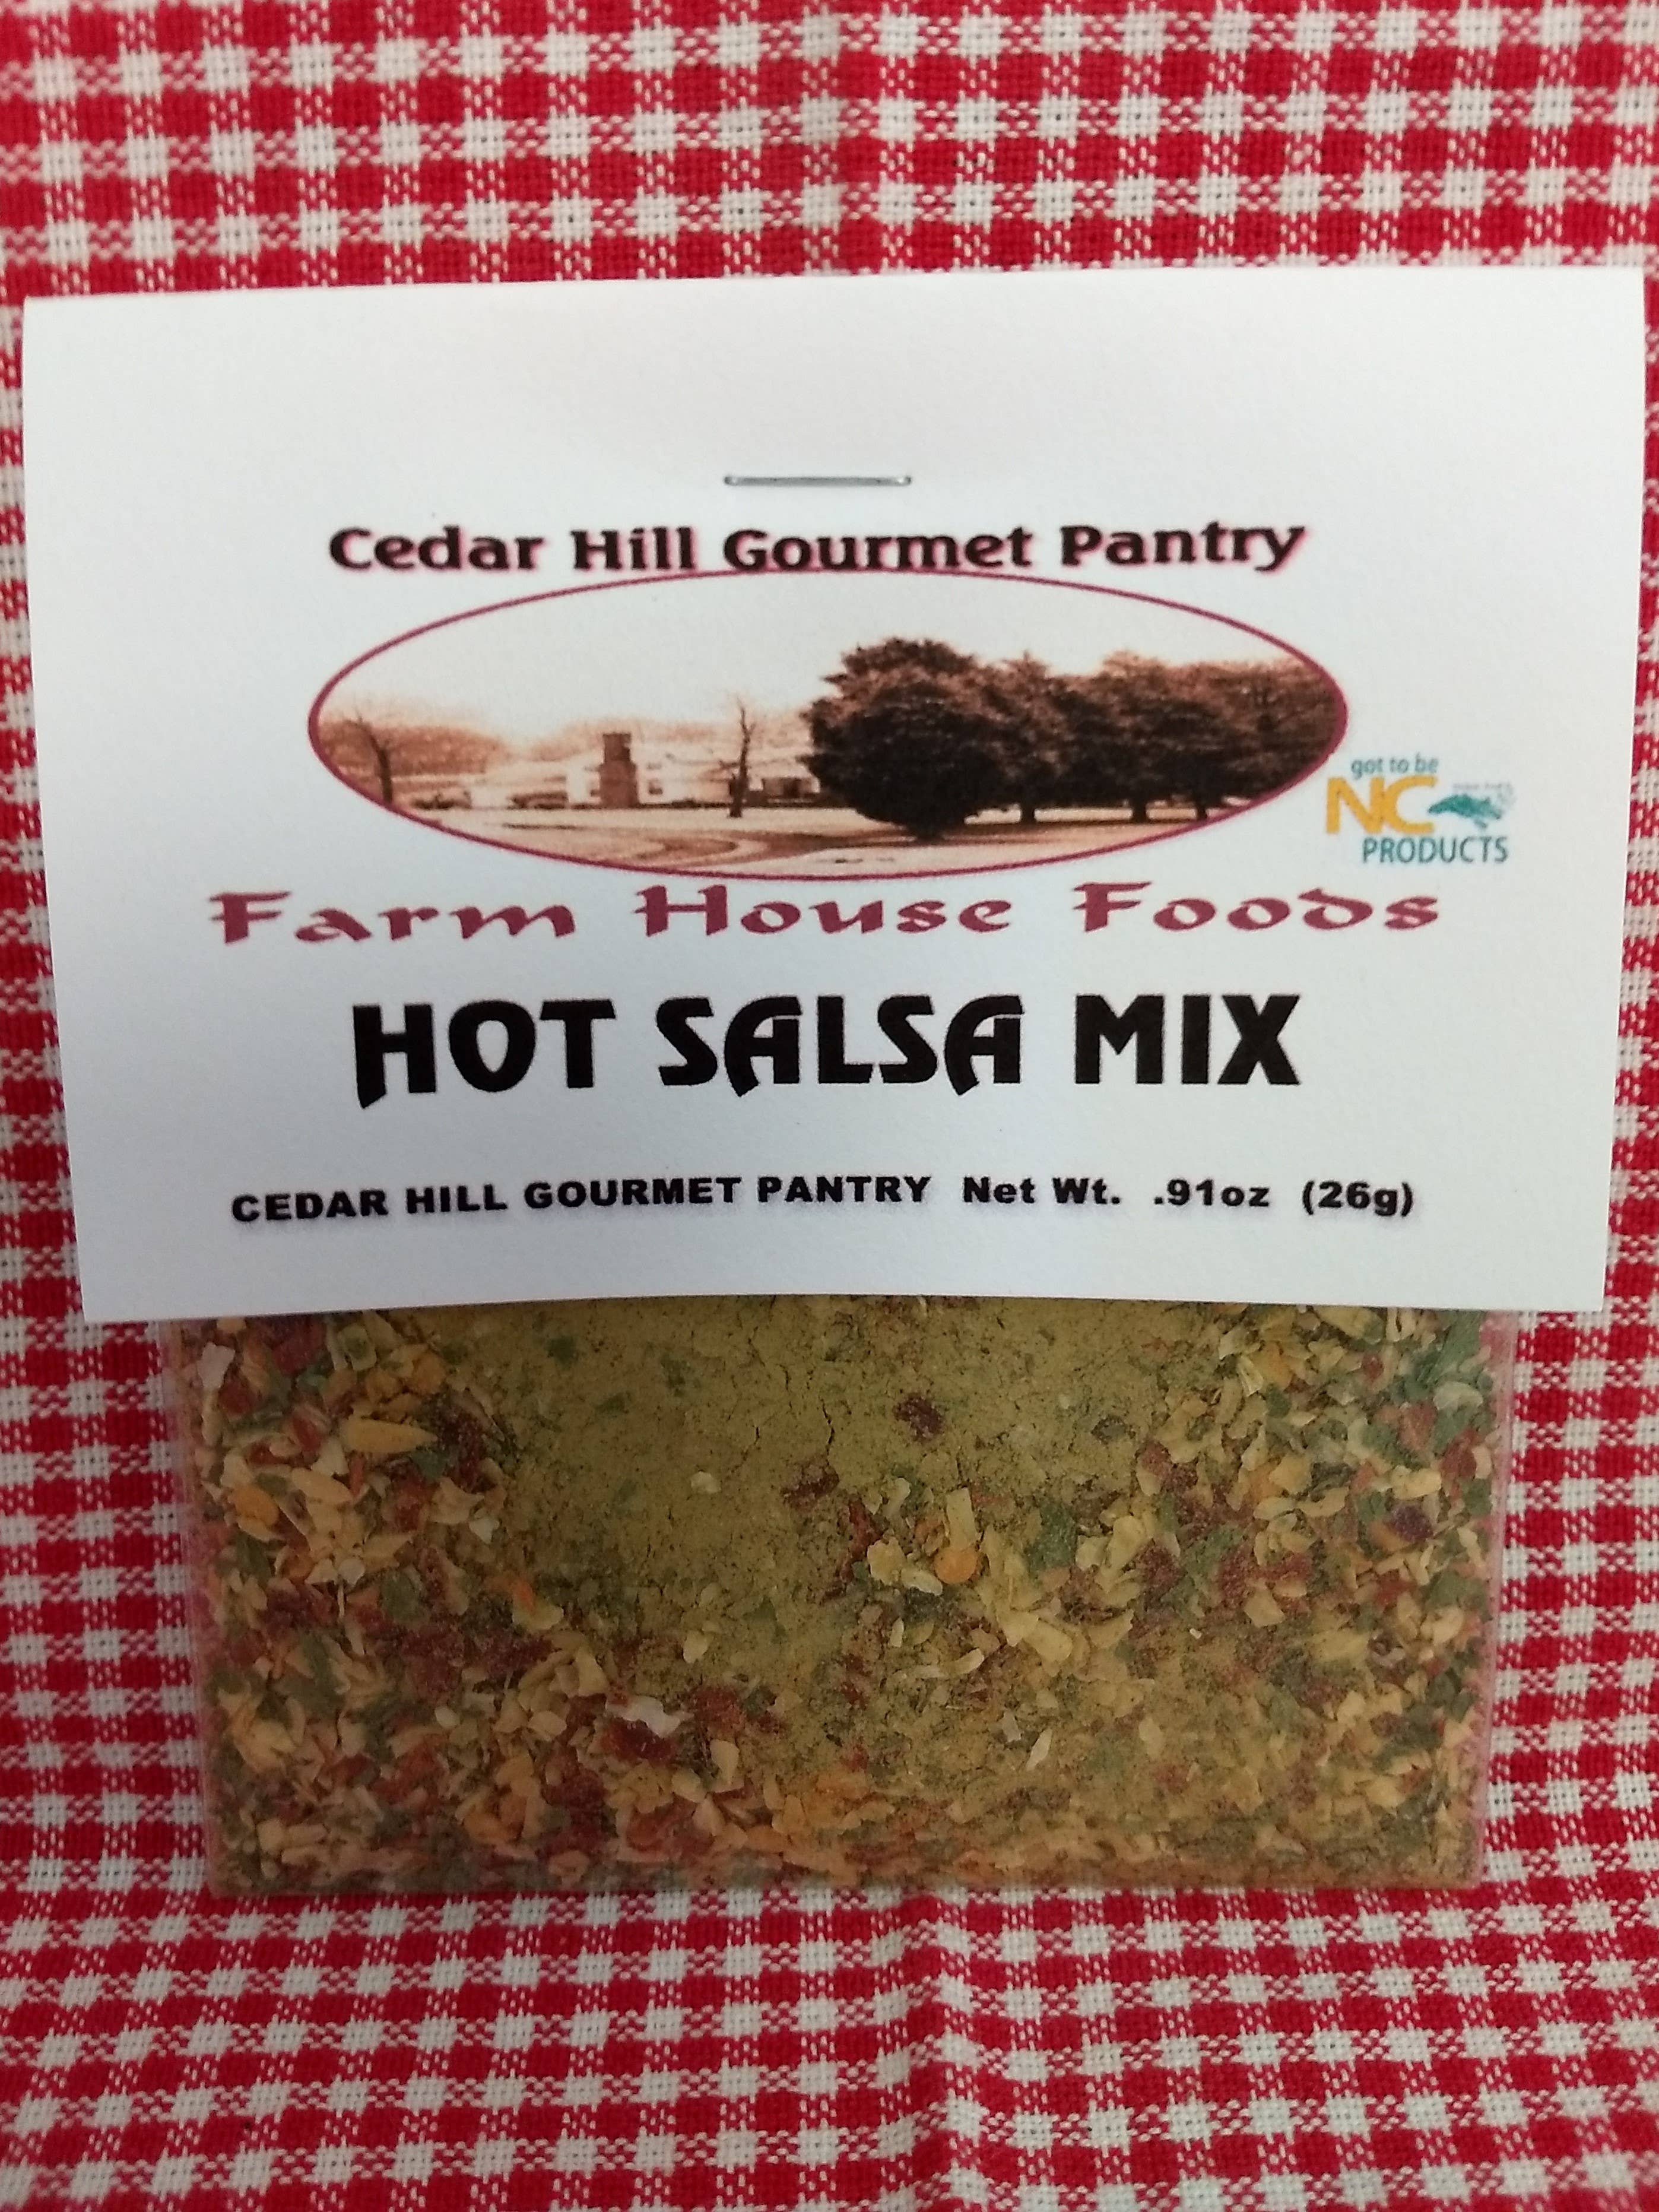 Cedar Hill Gourmet Pantry
got to be
NC
PRODUCTS
Farm House Foods
HOT SALSA MIX
CEDAR HILL GOURMET PANTRY Net Wt. .91oz (26g)